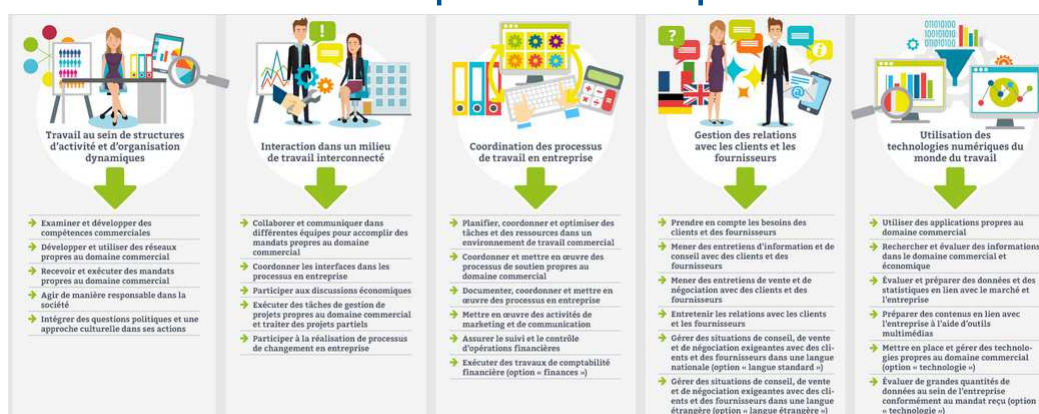 ?
!
i
@
011010100
100101010
011010100
Travail au sein de structures
d'activité et d'organisation
dynamiques
Examiner et développer des
compétences commerciales
Développer et utiliser des réseaux
propres au domaine commercial
Recevoir et exécuter des mandats
propres au domaine commercial
Agir de manière responsable dans la
société
Intégrer des questions politiques et une
approche culturelle dans ses actions
Interaction dans un milieu
de travail interconnecté
Collaborer et communiquer dans
différentes équipes pour accomplir des
mandats propres au domaine
commercial
Coordonner les interfaces dans les
processus en entreprise
Participer aux discussions économiques
Exécuter des tâches de gestion de
projets propres au domaine commercial
et traiter des projets partiels
Participer à la réalisation de processus
de changement en entreprise
Coordination des processus
de travail en entreprise
Planifier, coordonner et optimiser des
tâches et des ressources dans un
environnement de travail commercial
Coordonner et mettre en œuvre des
processus de soutien propres au
domaine commercial
Documenter, coordonner et mettre en
œuvre des processus en entreprise
Mettre en œuvre des activités de
marketing et de communication
Assurer le suivi et le contrôle
d'opérations financières
Exécuter des travaux de comptabilité
financière (option « finances »)
Gestion des relations
avec les clients et les
fournisseurs
Prendre en compte les besoins des
clients et des fournisseurs
Mener des entretiens d'information et de
conseil avec des clients et des
fournisseurs
Mener des entretiens de vente et de
négociation avec des clients et des
fournisseurs
Entretenir les relations avec les clients
et les fournisseurs
Gérer des situations de conseil, de vente
et de négociation exigeantes avec des cli-
ents et des fournisseurs dans une langue
nationale (option « langue standard »)
Gérer des situations de conseil, de vente
et de négociation exigeantes avec des cli-
ents et des fournisseurs dans une langue
étrangère (option « langue étrangère »)
Utilisation des
technologies numériques du
monde du travail
Utiliser des applications propres au
domaine commercial
Rechercher et évaluer des informations
dans le domaine commercial et
économique
Évaluer et préparer des données et des
statistiques en lien avec le marché et
l'entreprise
Préparer des contenus en lien avec
l'entreprise à l'aide d'outils
multimédias
Mettre en place et gérer des technolo-
gies propres au domaine commercial
(option « technologie »)
Évaluer de grandes quantités de
données au sein de l'entreprise
conformément au mandat reçu (option
« technologie »)